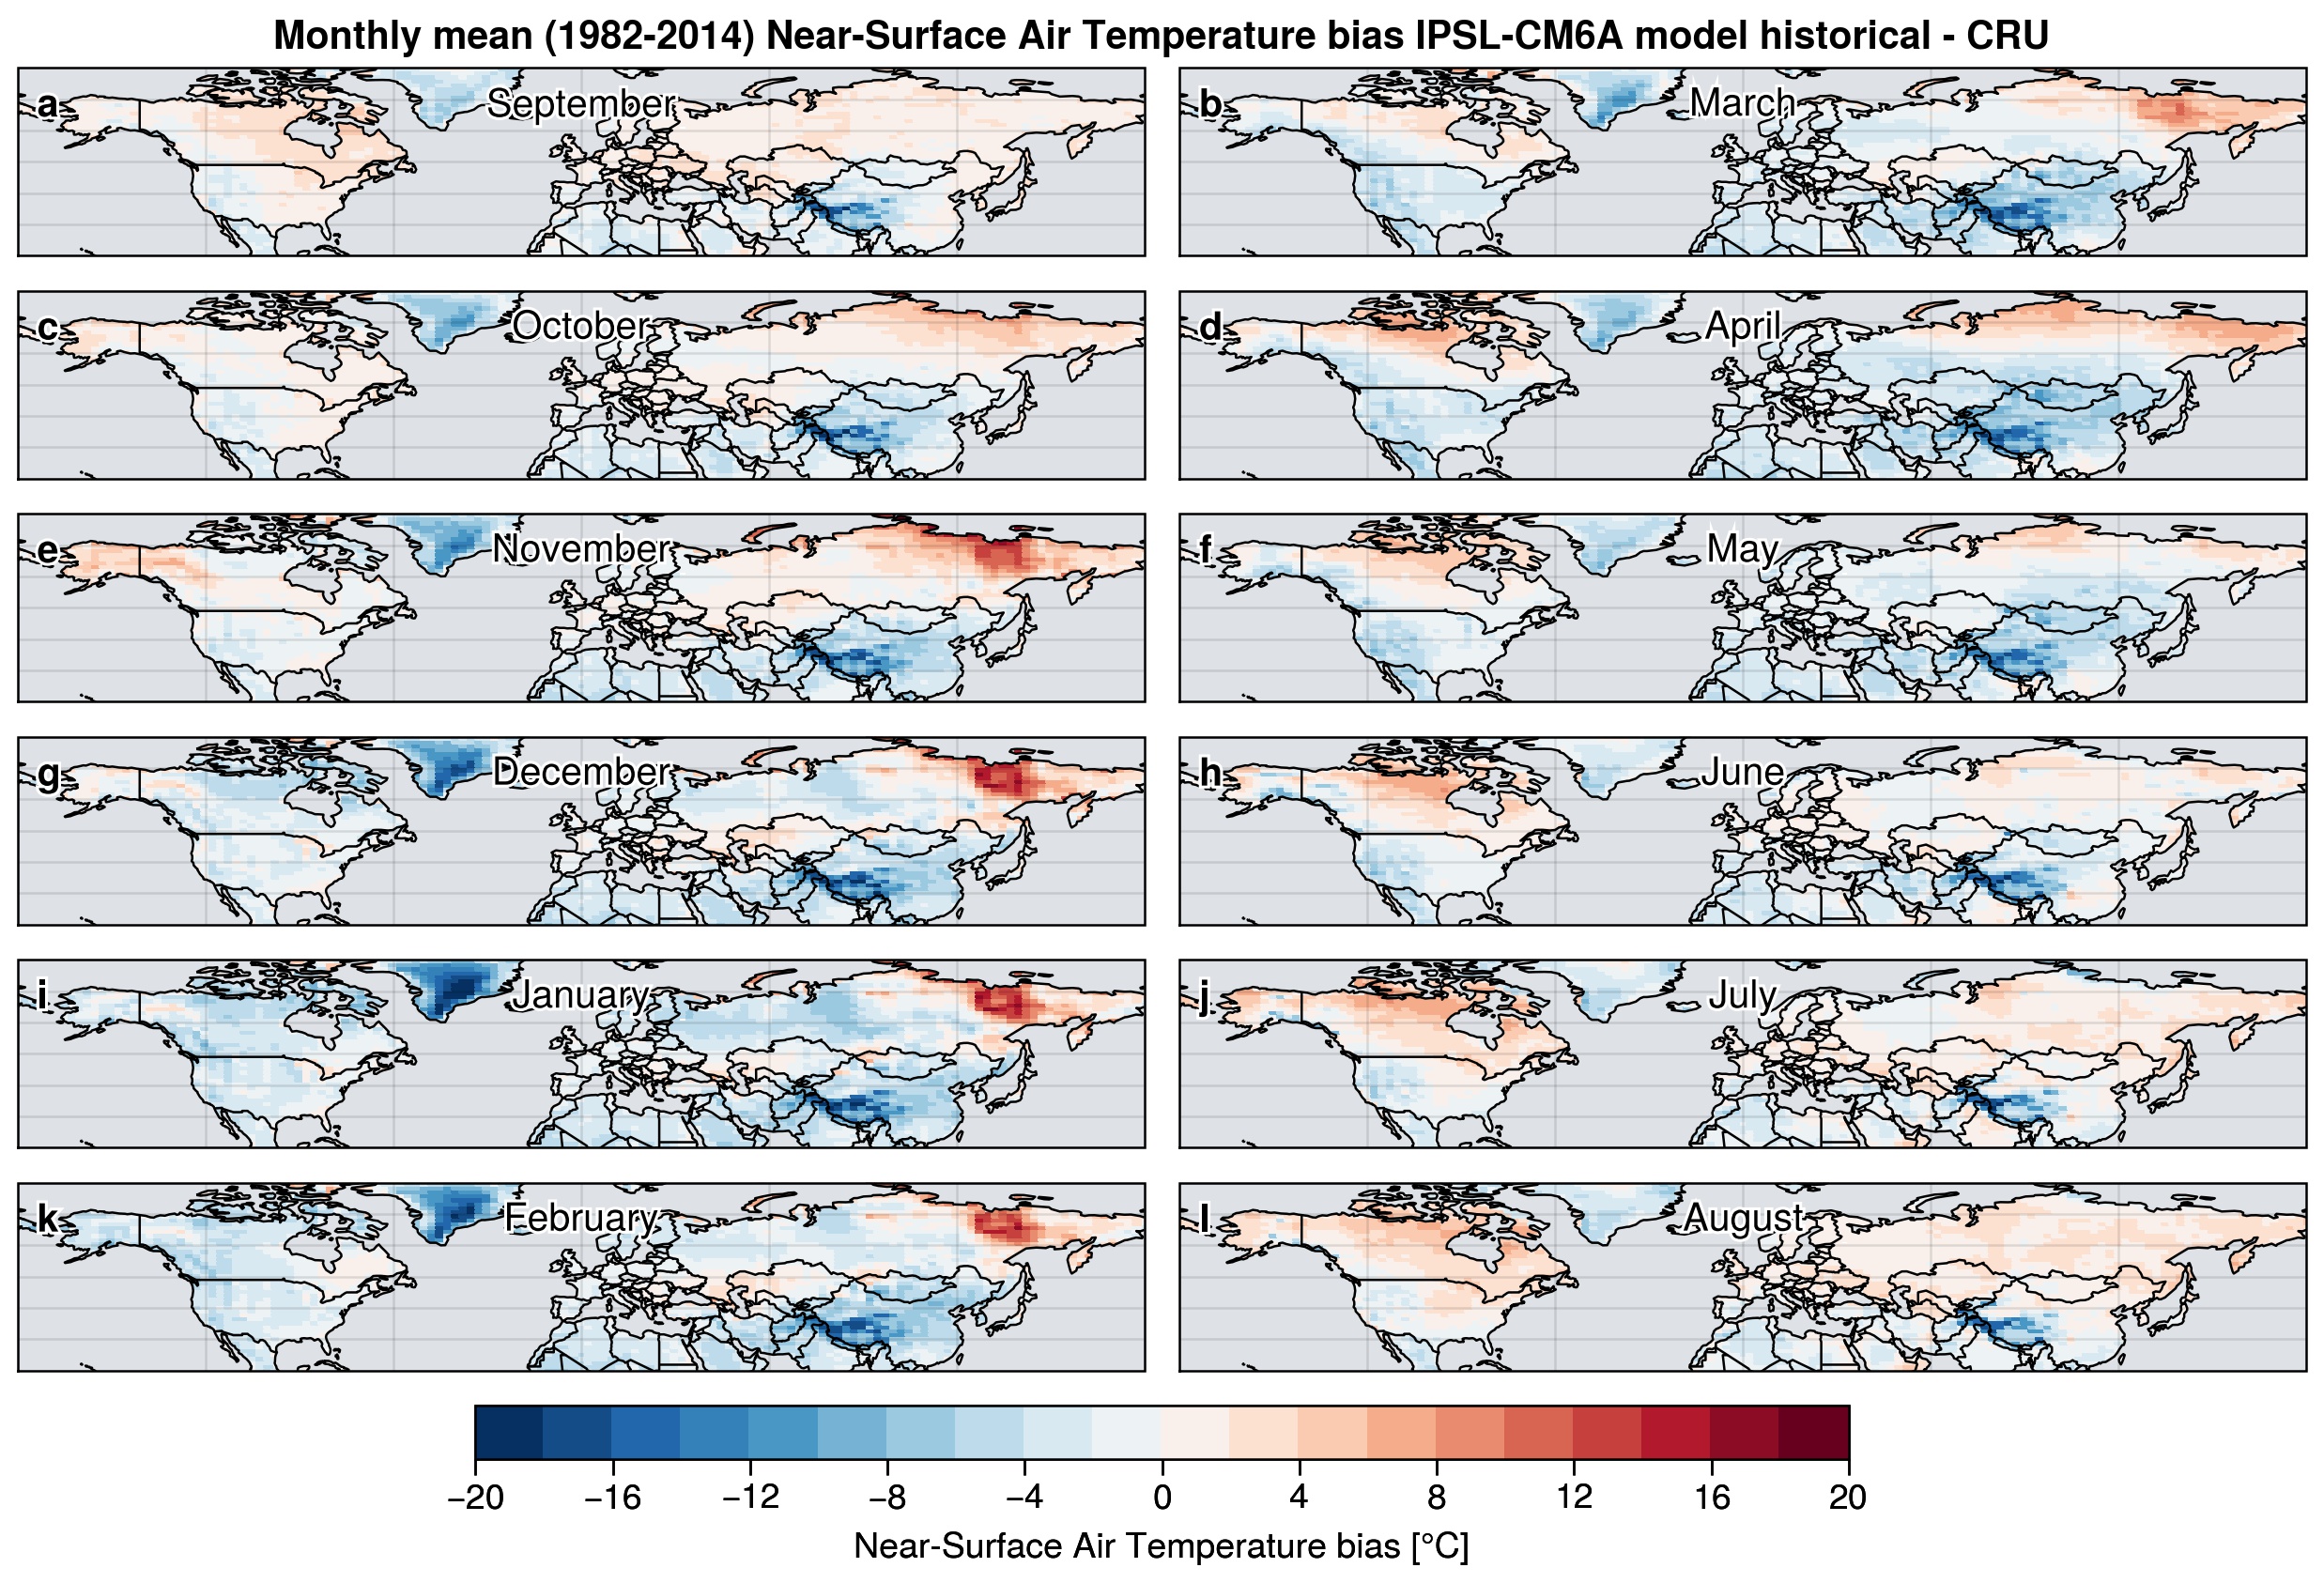 Monthly mean (1982-2014) Near-Surface Air Temperature bias IPSL-CM6A model historical - CRU
a September
b March
c October
d April
e November
f May
g December
h June
i January
j July
k February
l August
−20 −16 −12 −8 −4 0 4 8 12 16 20
Near-Surface Air Temperature bias [°C]